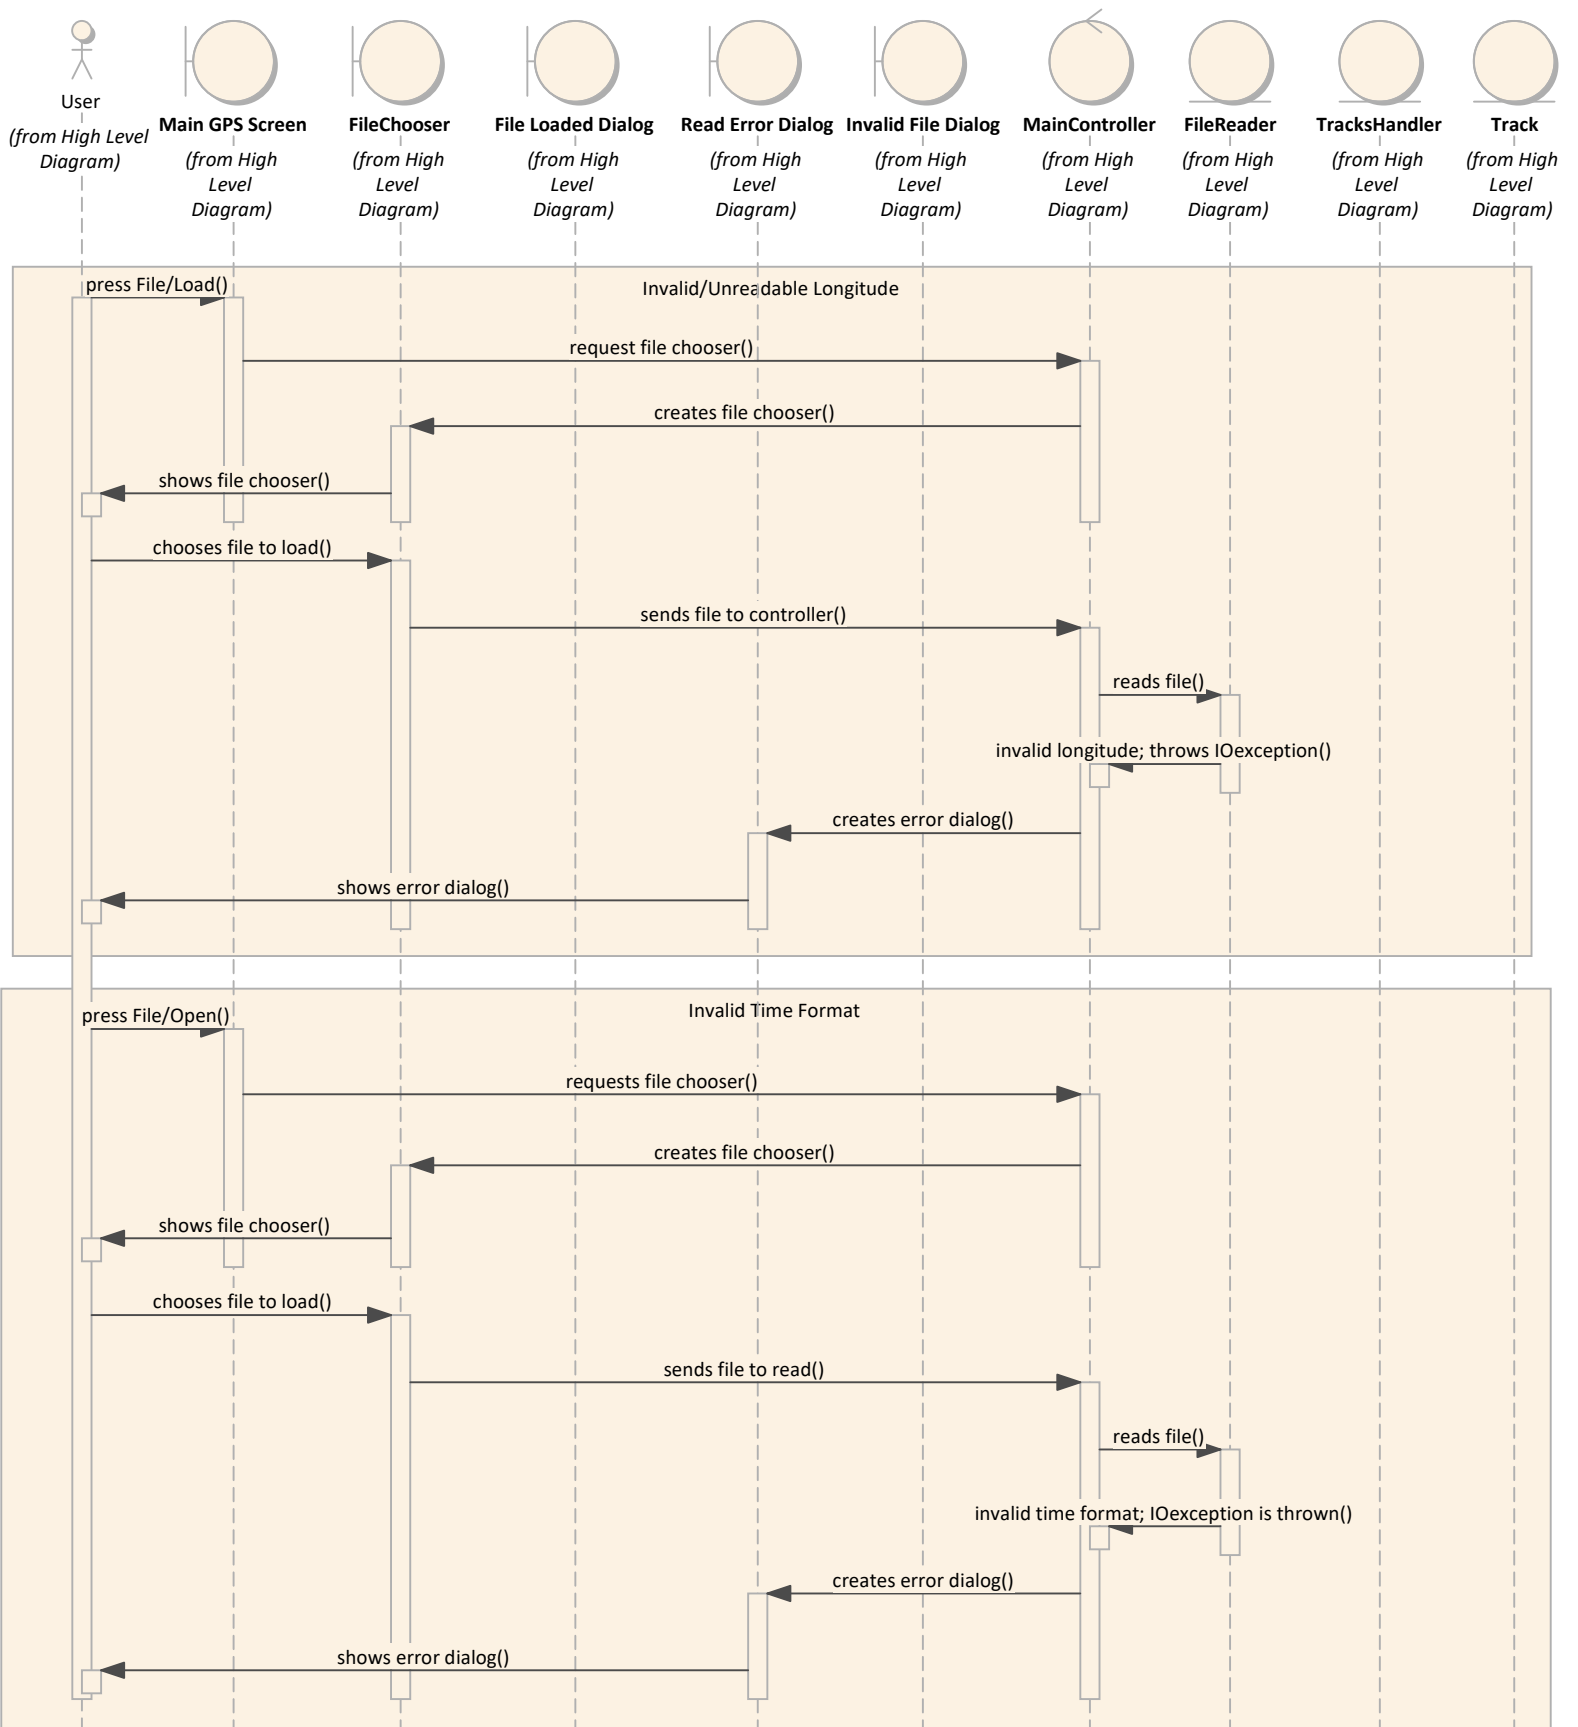 User
(from High Level
Diagram)
Main GPS Screen
(from High
Level
Diagram)
FileChooser
(from High
Level
Diagram)
File Loaded Dialog
(from High
Level
Diagram)
Read Error Dialog
(from High
Level
Diagram)
Invalid File Dialog
(from High
Level
Diagram)
MainController
(from High
Level
Diagram)
FileReader
(from High
Level
Diagram)
TracksHandler
(from High
Level
Diagram)
Track
(from High
Level
Diagram)
press File/Load()
Invalid/Unreadable Longitude
request file chooser()
creates file chooser()
shows file chooser()
chooses file to load()
sends file to controller()
reads file()
invalid longitude; throws IOexception()
creates error dialog()
shows error dialog()
press File/Open()
Invalid Time Format
requests file chooser()
creates file chooser()
shows file chooser()
chooses file to load()
sends file to read()
reads file()
invalid time format; IOexception is thrown()
creates error dialog()
shows error dialog()